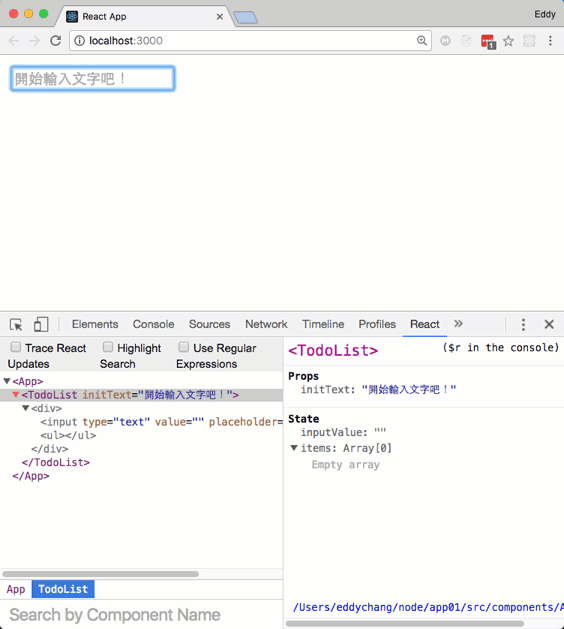 React App
Eddy
localhost:3000
1
開始輸入文字吧！
Elements Console Sources Network Timeline Profiles React
Trace React Updates
Highlight Search
Use Regular Expressions
<App>
<TodoList initText="開始輸入文字吧！">
<div>
<input type="text" value="" placeholder=
<ul></ul>
</div>
</TodoList>
</App>
App TodoList
Search by Component Name
<TodoList>
($r in the console)
Props
initText: "開始輸入文字吧！"
State
inputValue: ""
items: Array[0]
Empty array
/Users/eddychang/node/app01/src/components/A